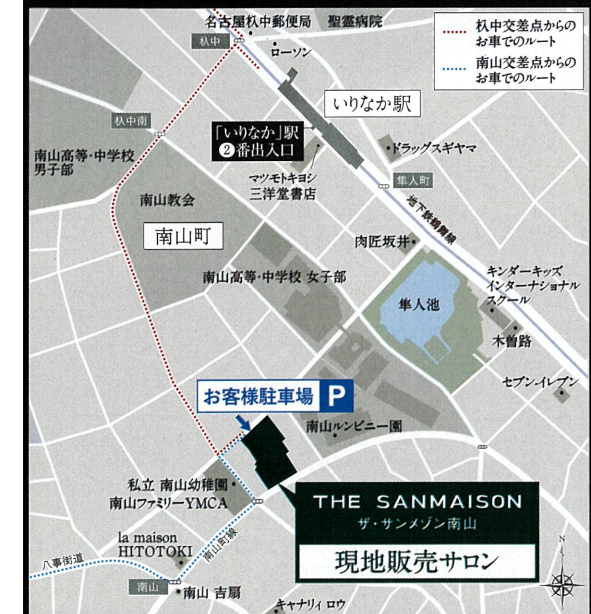 名古屋杁中郵便局
聖霊病院
杁中
ローソン
杁中交差点からの
お車でのルート
南山交差点からの
お車でのルート
いりなか駅
杁中南
「いりなか」駅
②番出入口
ドラッグスギヤマ
南山高等・中学校
男子部
マツモトキヨシ
三洋堂書店
隼人町
南山教会
地下鉄鶴舞線
南山町
肉匠坂井
南山高等・中学校 女子部
キンダーキッズ
インターナショナル
スクール
隼人池
木曽路
セブン-イレブン
お客様駐車場 P
南山ルンビニー園
私立 南山幼稚園
南山ファミリーYMCA
THE SANMAISON
ザ・サンメゾン南山
現地販売サロン
la maison
HITOTOKI
南山町線
八事街道
南山
南山 吉扇
N
キャナリィ ロウ